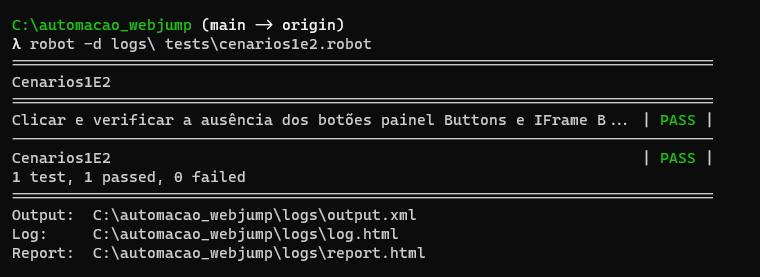 C:\automacao_webjump (main -> origin)
λ robot -d logs\ tests\cenarios1e2.robot
==============================================================================
Cenarios1E2
==============================================================================
Clicar e verificar a ausência dos botões painel Buttons e IFrame B... | PASS |
------------------------------------------------------------------------------
Cenarios1E2                                                           | PASS |
1 test, 1 passed, 0 failed
==============================================================================
Output:  C:\automacao_webjump\logs\output.xml
Log:     C:\automacao_webjump\logs\log.html
Report:  C:\automacao_webjump\logs\report.html